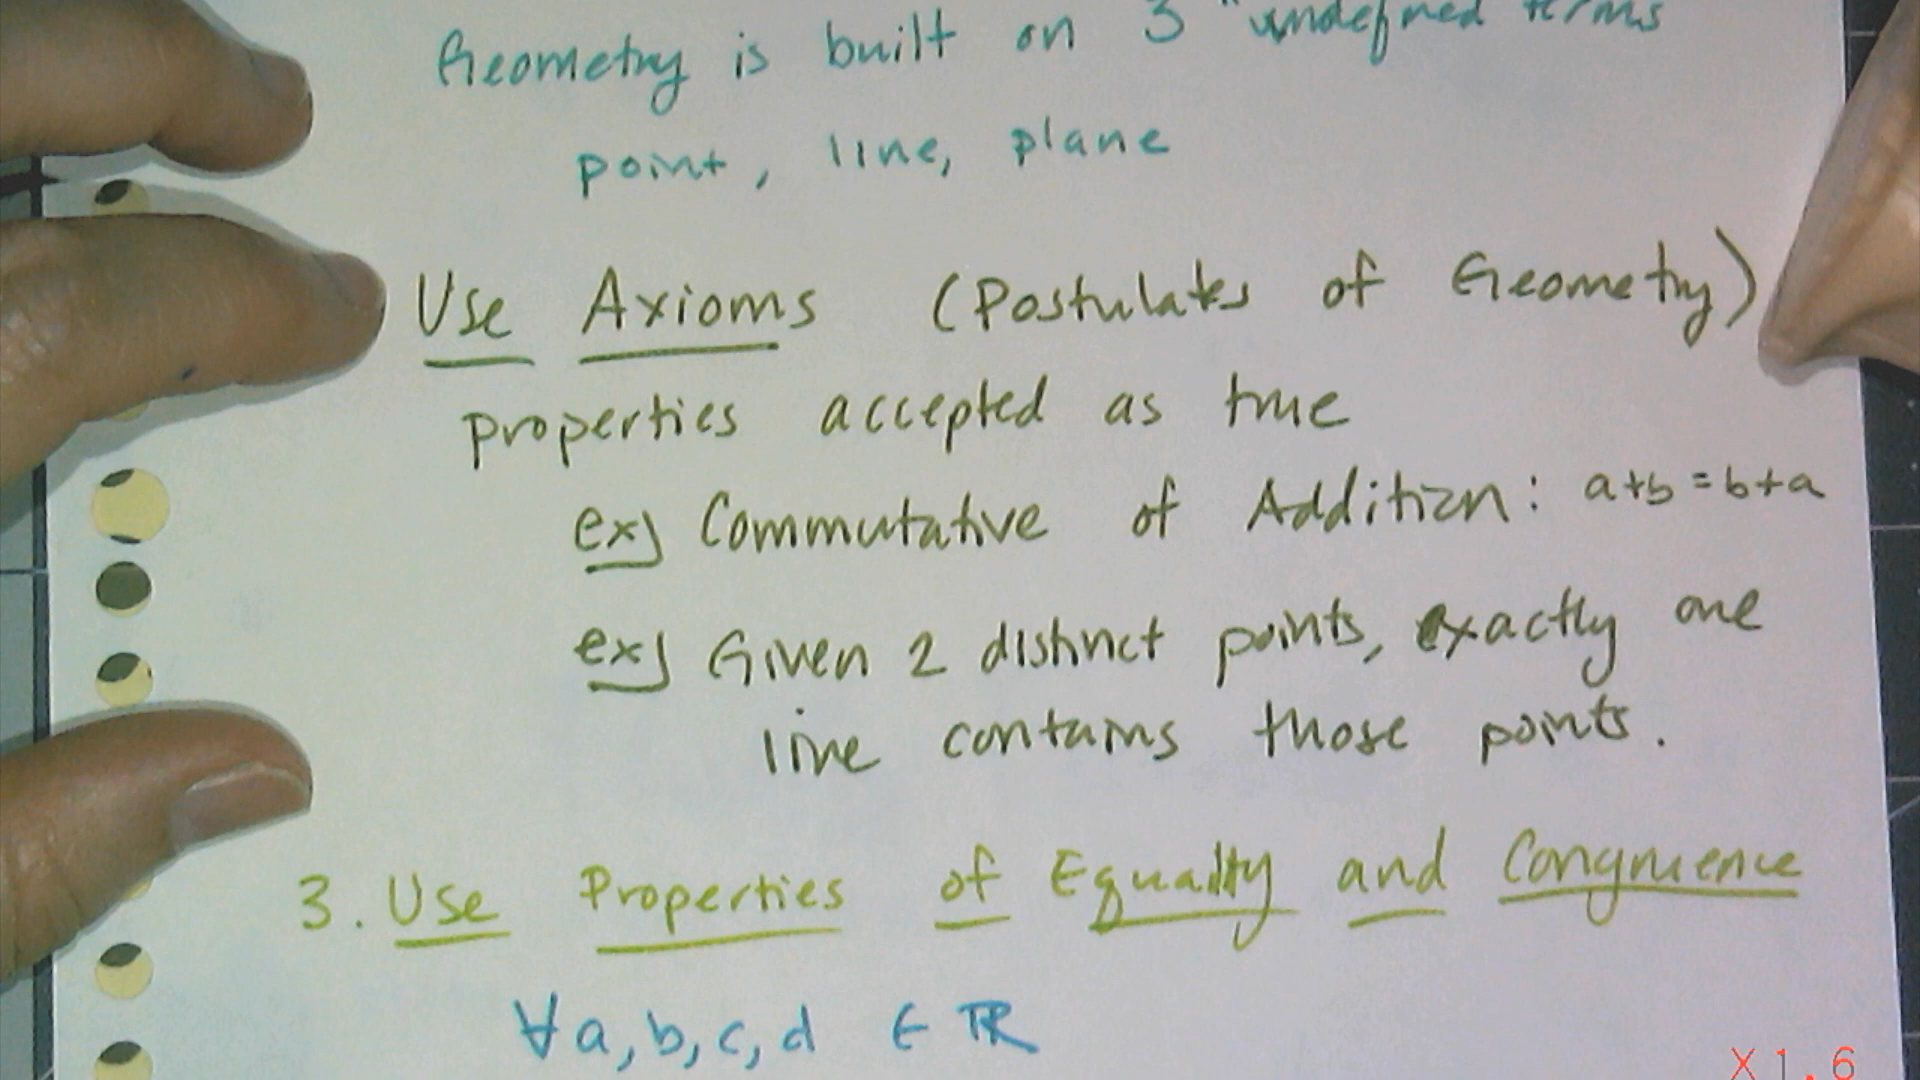 Geometry is built on 3 "undefined terms
point, line, plane
Use Axioms (Postulates of Geometry)
properties accepted as true
ex) Commutative of Addition: a+b=b+a
ex) Given 2 distinct points, exactly one
line contains those points.
3. Use Properties of Equality and Congruence
∀a,b,c,d ∈ ℝ
X1.6